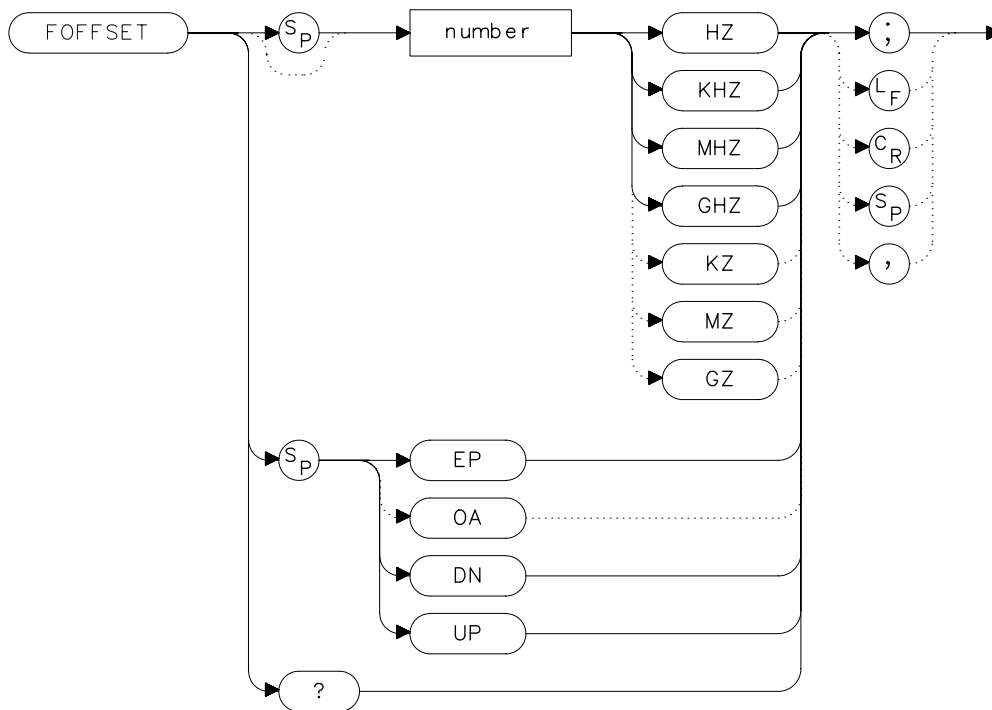 FOFFSET SP number HZ ;
KHZ LF
MHZ CR
GHZ SP
KZ ,
MZ
GZ
SP EP
OA
DN
UP
?